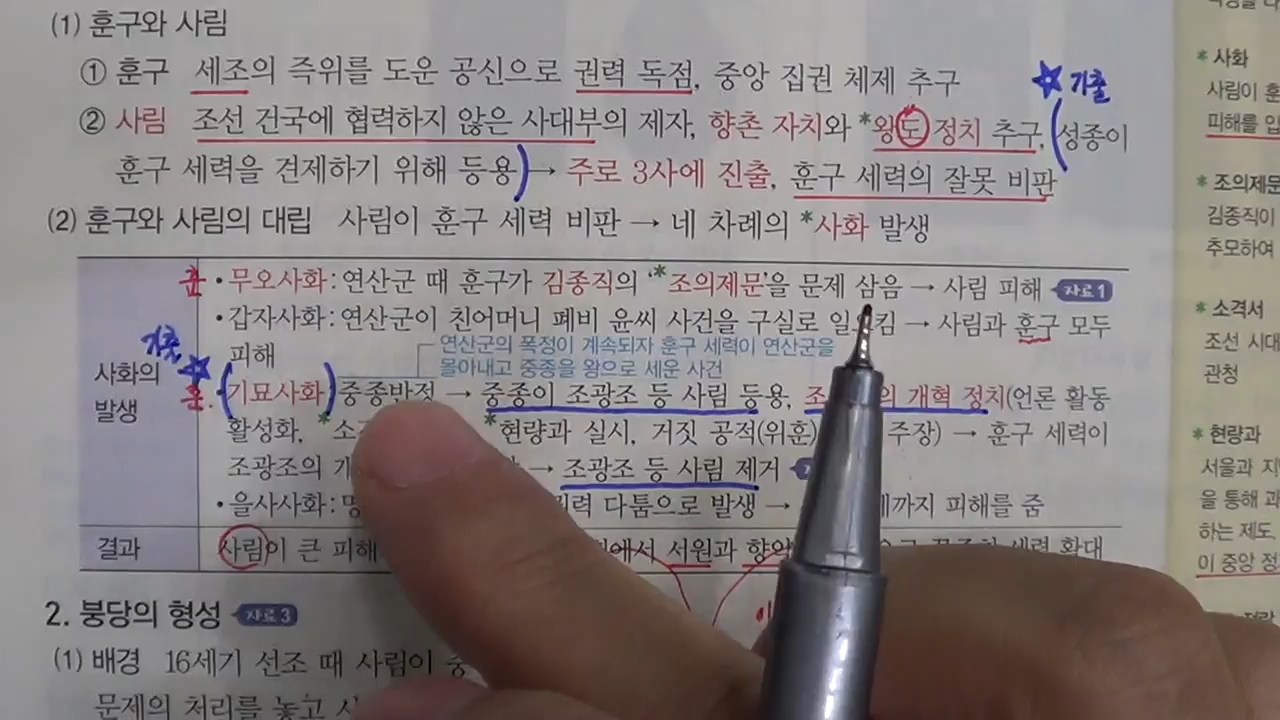 (1) 훈구와 사림
① 훈구 세조의 즉위를 도운 공신으로 권력 독점, 중앙 집권 체제 추구
기출
② 사림 조선 건국에 협력하지 않은 사대부의 제자, 향촌 자치와 *왕도 정치 추구, (성종이
훈구 세력을 견제하기 위해 등용) → 주로 3사에 진출, 훈구 세력의 잘못 비판
(2) 훈구와 사림의 대립 사림이 훈구 세력 비판 → 네 차례의 *사화 발생
사화의
발생
• 무오사화: 연산군 때 훈구가 김종직의 '*조의제문'을 문제 삼음 → 사림 피해 자료1
• 갑자사화: 연산군이 친어머니 폐비 윤씨 사건을 구실로 일으킴 → 사림과 훈구 모두
피해
연산군의 폭정이 계속되자 훈구 세력이 연산군을
몰아내고 중종을 왕으로 세운 사건
기출
(기묘사화) 중종반정 → 중종이 조광조 등 사림 등용, 의 개혁 정치(언론 활동
활성화, *소 *현량과 실시, 거짓 공적(위훈) 주장) → 훈구 세력이
조광조의 → 조광조 등 사림 제거
• 을사사화: 다툼으로 발생 → 까지 피해를 줌
결과
사림이 큰 피해 에서 서원과 세력 확대
2. 붕당의 형성 자료3
(1) 배경 16세기 선조 때 사림이
문제의 처리를 놓고
* 사화
사림이 훈
피해를 입
* 조의제문
김종직이
추모하여
* 소격서
조선 시대
관청
* 현량과
서울과 지
을 통해 과
하는 제도
이 중앙 정